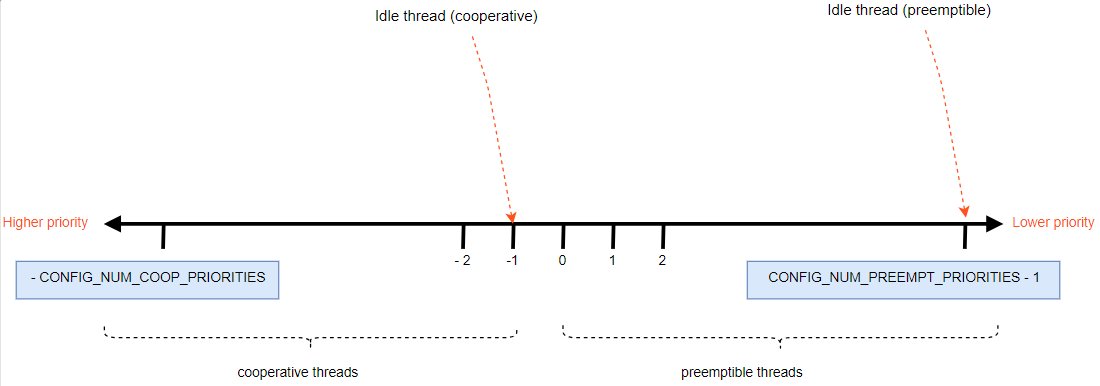 Idle thread (cooperative)
Idle thread (preemptible)
Higher priority
Lower priority
- 2
-1
0
1
2
- CONFIG_NUM_COOP_PRIORITIES
CONFIG_NUM_PREEMPT_PRIORITIES - 1
cooperative threads
preemptible threads